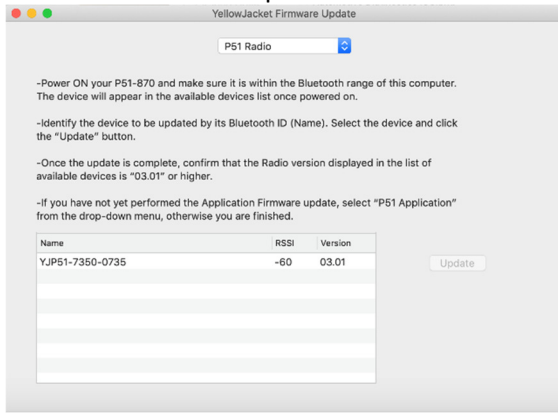 YellowJacket Firmware Update
P51 Radio
-Power ON your P51-870 and make sure it is within the Bluetooth range of this computer.
The device will appear in the available devices list once powered on.
-Identify the device to be updated by its Bluetooth ID (Name). Select the device and click
the “Update” button.
-Once the update is complete, confirm that the Radio version displayed in the list of
available devices is “03.01” or higher.
-If you have not yet performed the Application Firmware update, select “P51 Application”
from the drop-down menu, otherwise you are finished.
Name RSSI Version
YJP51-7350-0735 -60 03.01
Update